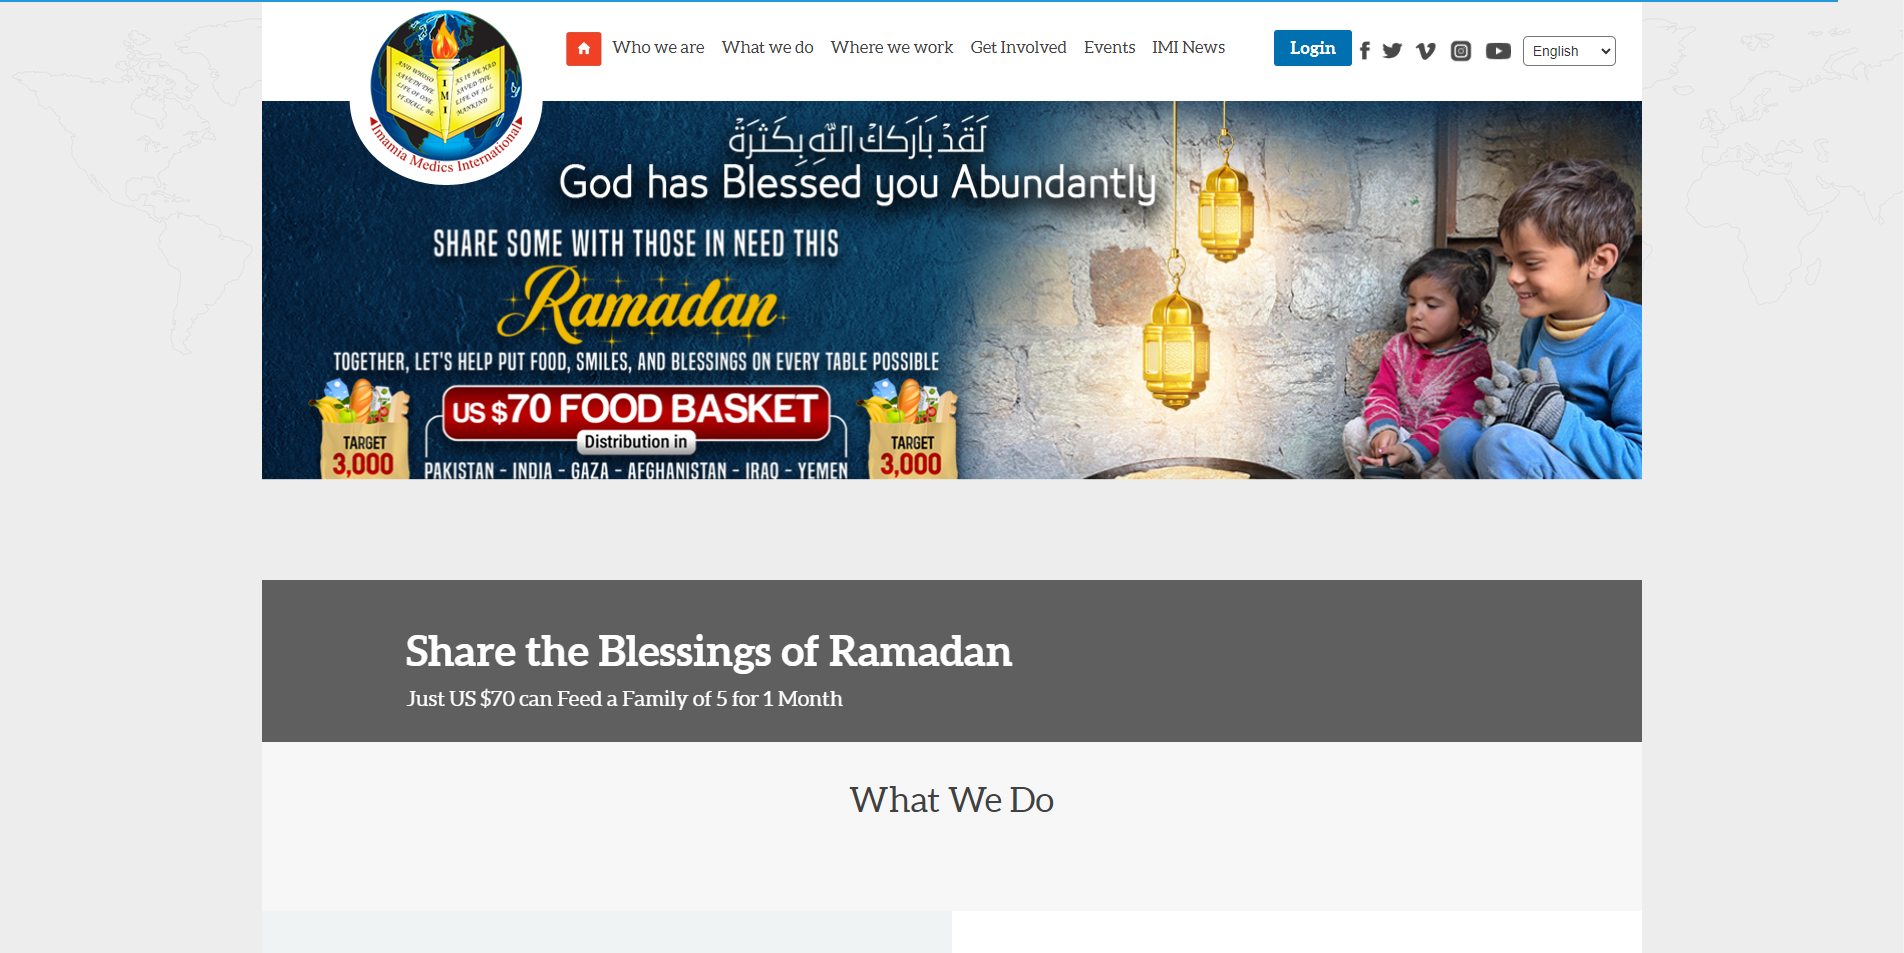 AND WHOSO
SAVETH THE
LIFE OF ONE
IT SHALL BE
I
M
I
AS IF HE HAD
SAVED THE
LIFE OF ALL
MANKIND
Imamia Medics International
Who we are
What we do
Where we work
Get Involved
Events
IMI News
Login
English
لَقَدْ بَارَكَكَ اللّٰهِ بِكَثرَةْ
God has Blessed you Abundantly
SHARE SOME WITH THOSE IN NEED THIS
Ramadan
TOGETHER, LET'S HELP PUT FOOD, SMILES, AND BLESSINGS ON EVERY TABLE POSSIBLE
US $70 FOOD BASKET
Distribution in
PAKISTAN - INDIA - GAZA - AFGHANISTAN - IRAQ - YEMEN
TARGET
3,000
TARGET
3,000
Share the Blessings of Ramadan
Just US $70 can Feed a Family of 5 for 1 Month
What We Do